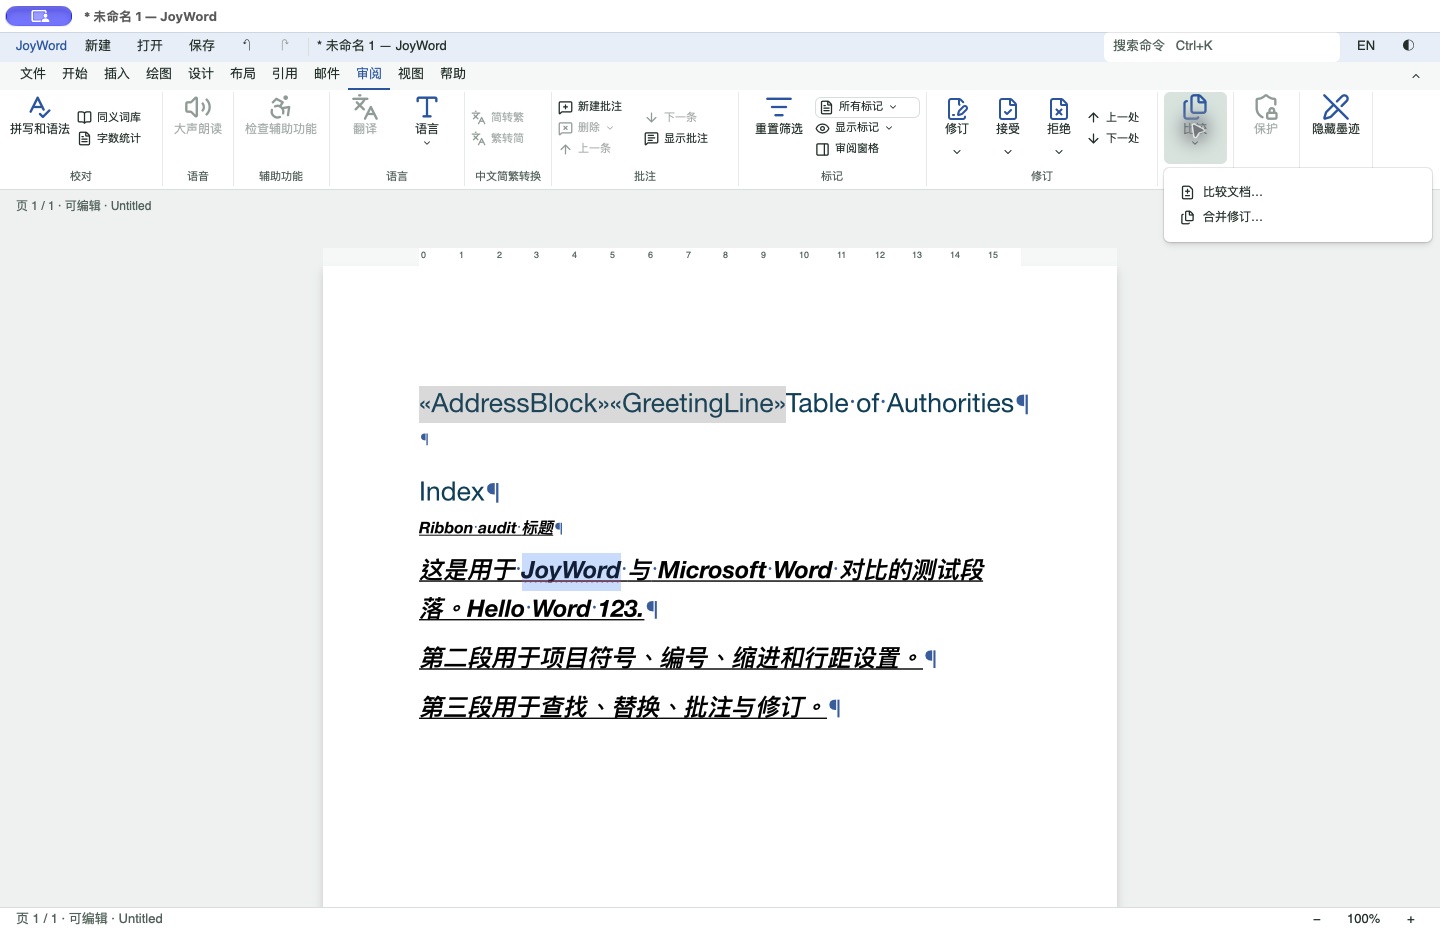 * 未命名 1 — JoyWord
JoyWord 新建 打开 保存 * 未命名 1 — JoyWord 搜索命令 Ctrl+K EN
文件 开始 插入 绘图 设计 布局 引用 邮件 审阅 视图 帮助
拼写和语法 同义词库 字数统计 校对
大声朗读 语音
检查辅助功能 辅助功能
翻译 语言 语言
简转繁 繁转简 中文简繁转换
新建批注 删除 上一条 下一条 显示批注 批注
重置筛选 所有标记 显示标记 审阅窗格 标记
修订 接受 拒绝 上一处 下一处 修订
保护
隐藏墨迹
比较文档...
合并修订...
页 1 / 1 · 可编辑 · Untitled
0 1 2 3 4 5 6 7 8 9 10 11 12 13 14 15
«AddressBlock»«GreetingLine»Table·of·Authorities¶
¶
Index¶
Ribbon·audit·标题¶
这是用于·JoyWord·与·Microsoft·Word·对比的测试段
落。Hello·Word·123.¶
第二段用于项目符号、编号、缩进和行距设置。¶
第三段用于查找、替换、批注与修订。¶
页 1 / 1 · 可编辑 · Untitled − 100% +